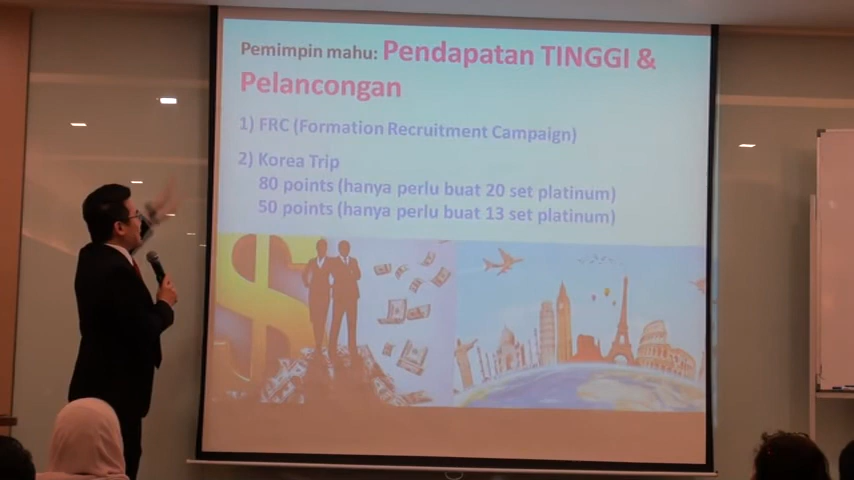 Pemimpin mahu: Pendapatan TINGGI &
Pelancongan
1) FRC (Formation Recruitment Campaign)
2) Korea Trip
80 points (hanya perlu buat 20 set platinum)
50 points (hanya perlu buat 13 set platinum)